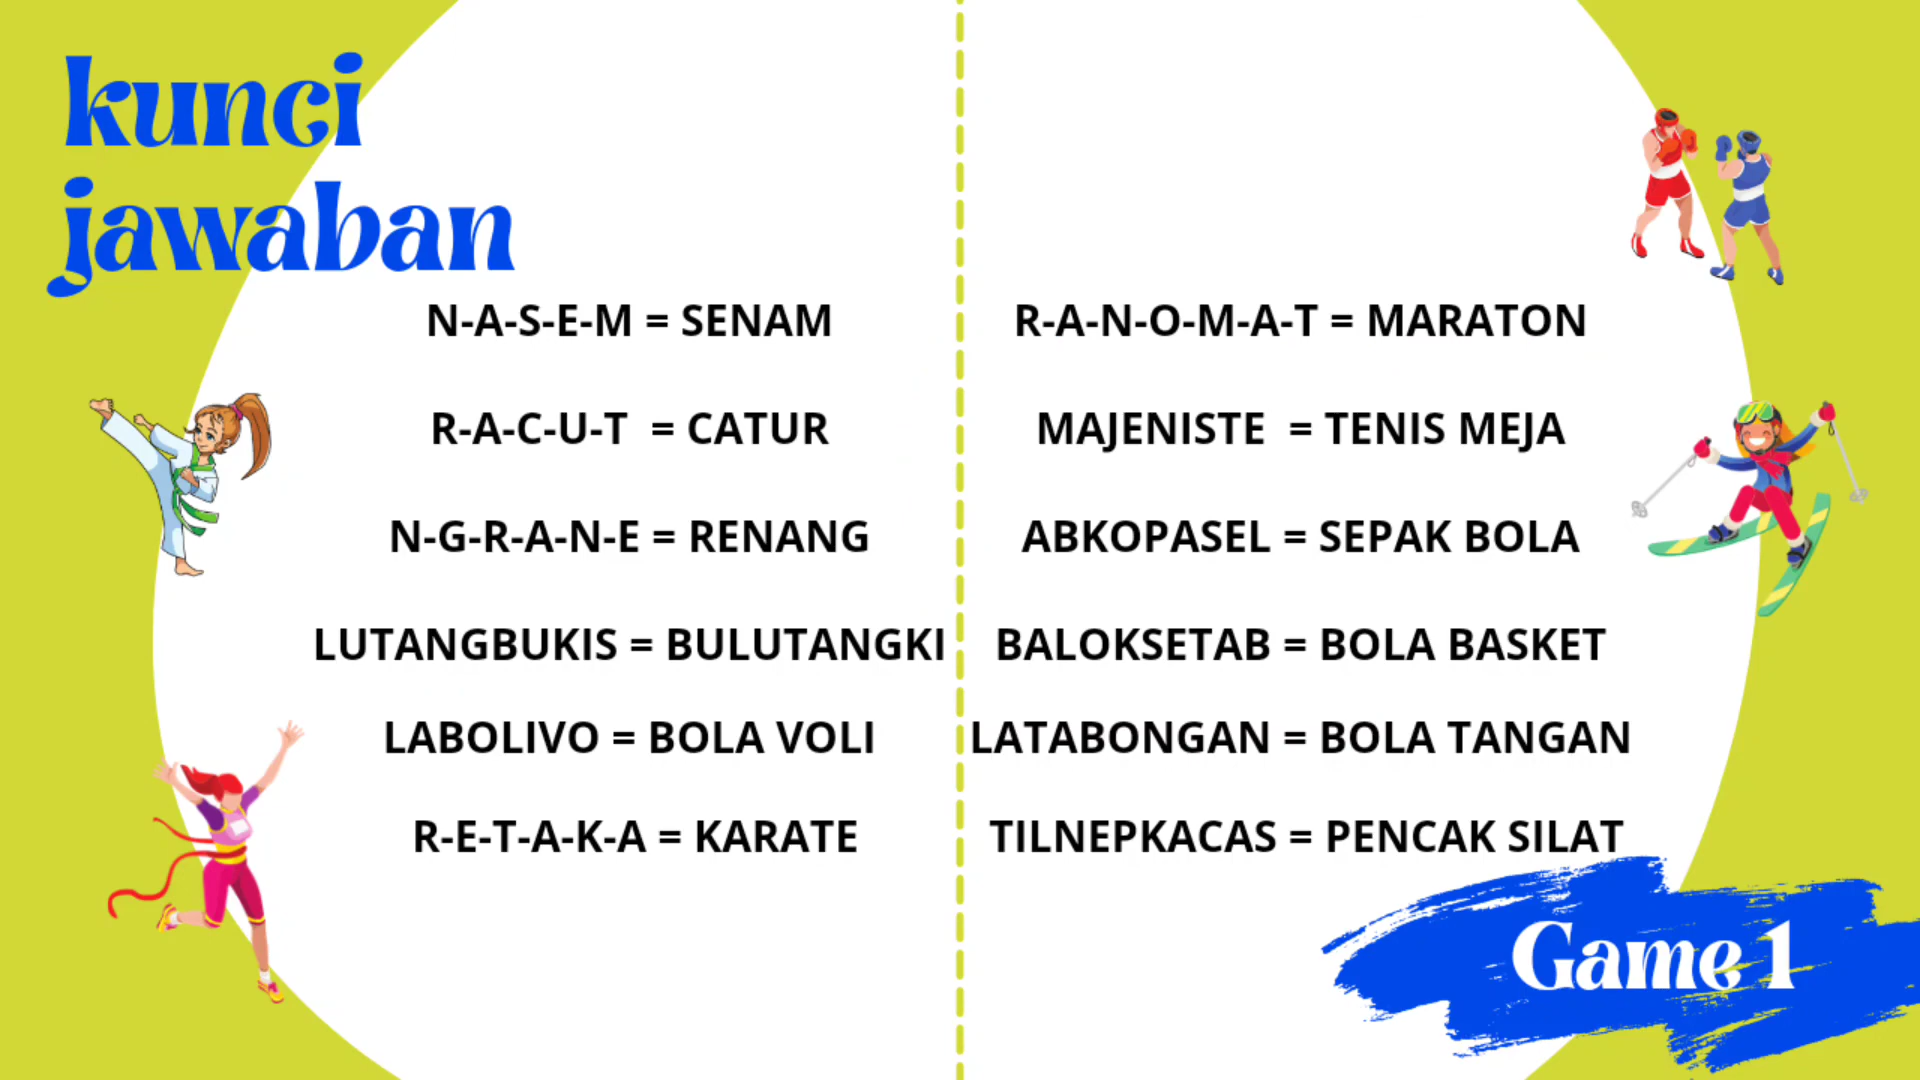 kunci
jawaban
N-A-S-E-M = SENAM
R-A-C-U-T = CATUR
N-G-R-A-N-E = RENANG
LUTANGBUKIS = BULUTANGKI
LABOLIVO = BOLA VOLI
R-E-T-A-K-A = KARATE
R-A-N-O-M-A-T = MARATON
MAJENISTE = TENIS MEJA
ABKOPASEL = SEPAK BOLA
BALOKSETAB = BOLA BASKET
LATABONGAN = BOLA TANGAN
TILNEPKACAS = PENCAK SILAT
Game 1